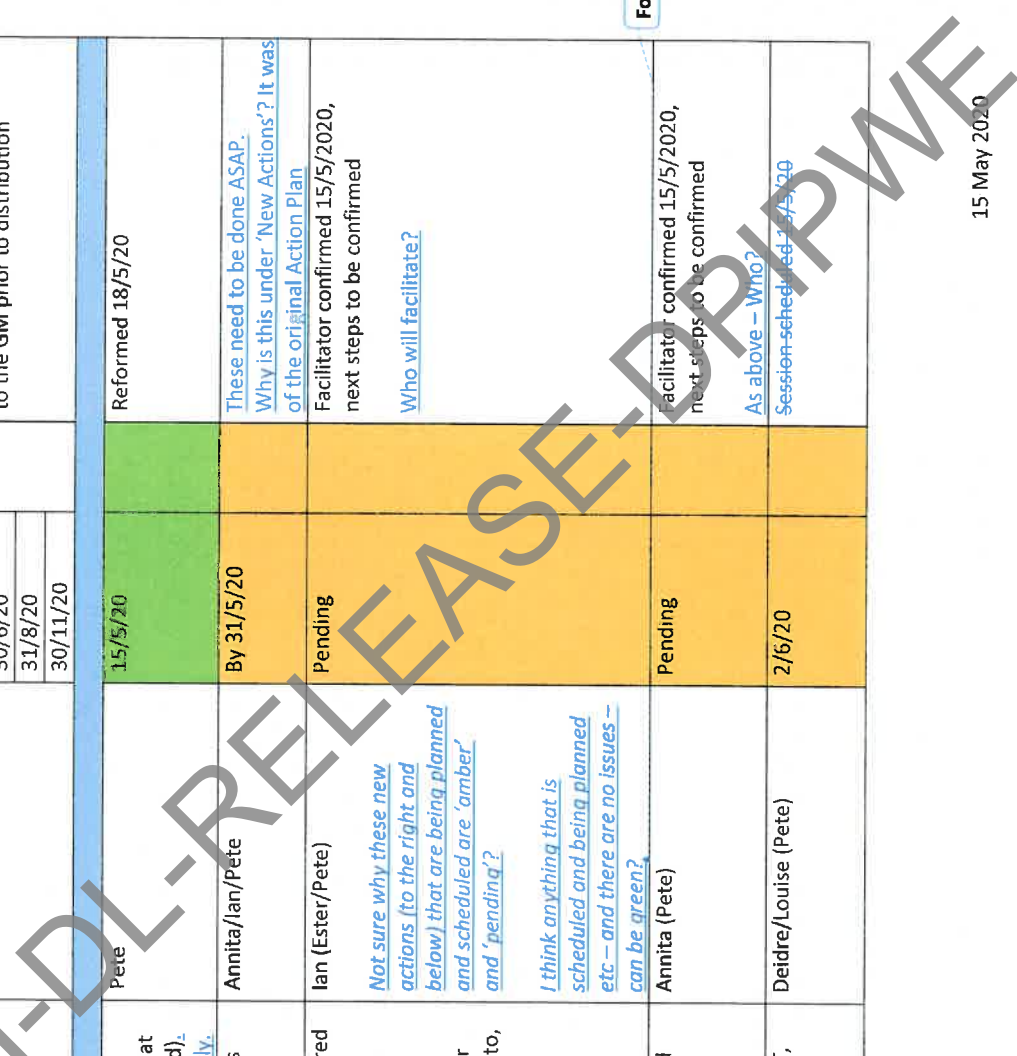 to the GM prior to distribution
30/6/20
31/8/20
30/11/20
at
d).
ly.
Pete
15/5/20
Reformed 18/5/20
s
Annita/Ian/Pete
By 31/5/20
These need to be done ASAP.
Why is this under 'New Actions'? It was
of the original Action Plan
red
r
to,
Ian (Ester/Pete)
Not sure why these new
actions (to the right and
below) that are being planned
and scheduled are 'amber'
and 'pending'?
I think anything that is
scheduled and being planned
etc – and there are no issues –
can be green?
Pending
Facilitator confirmed 15/5/2020,
next steps to be confirmed
Who will facilitate?
Fo
Annita (Pete)
Pending
Facilitator confirmed 15/5/2020,
next steps to be confirmed
As above – Who?
Deidre/Louise (Pete)
2/6/20
Session scheduled 15/5/20
15 May 2020
-DL-RELEASE-DPIPWE